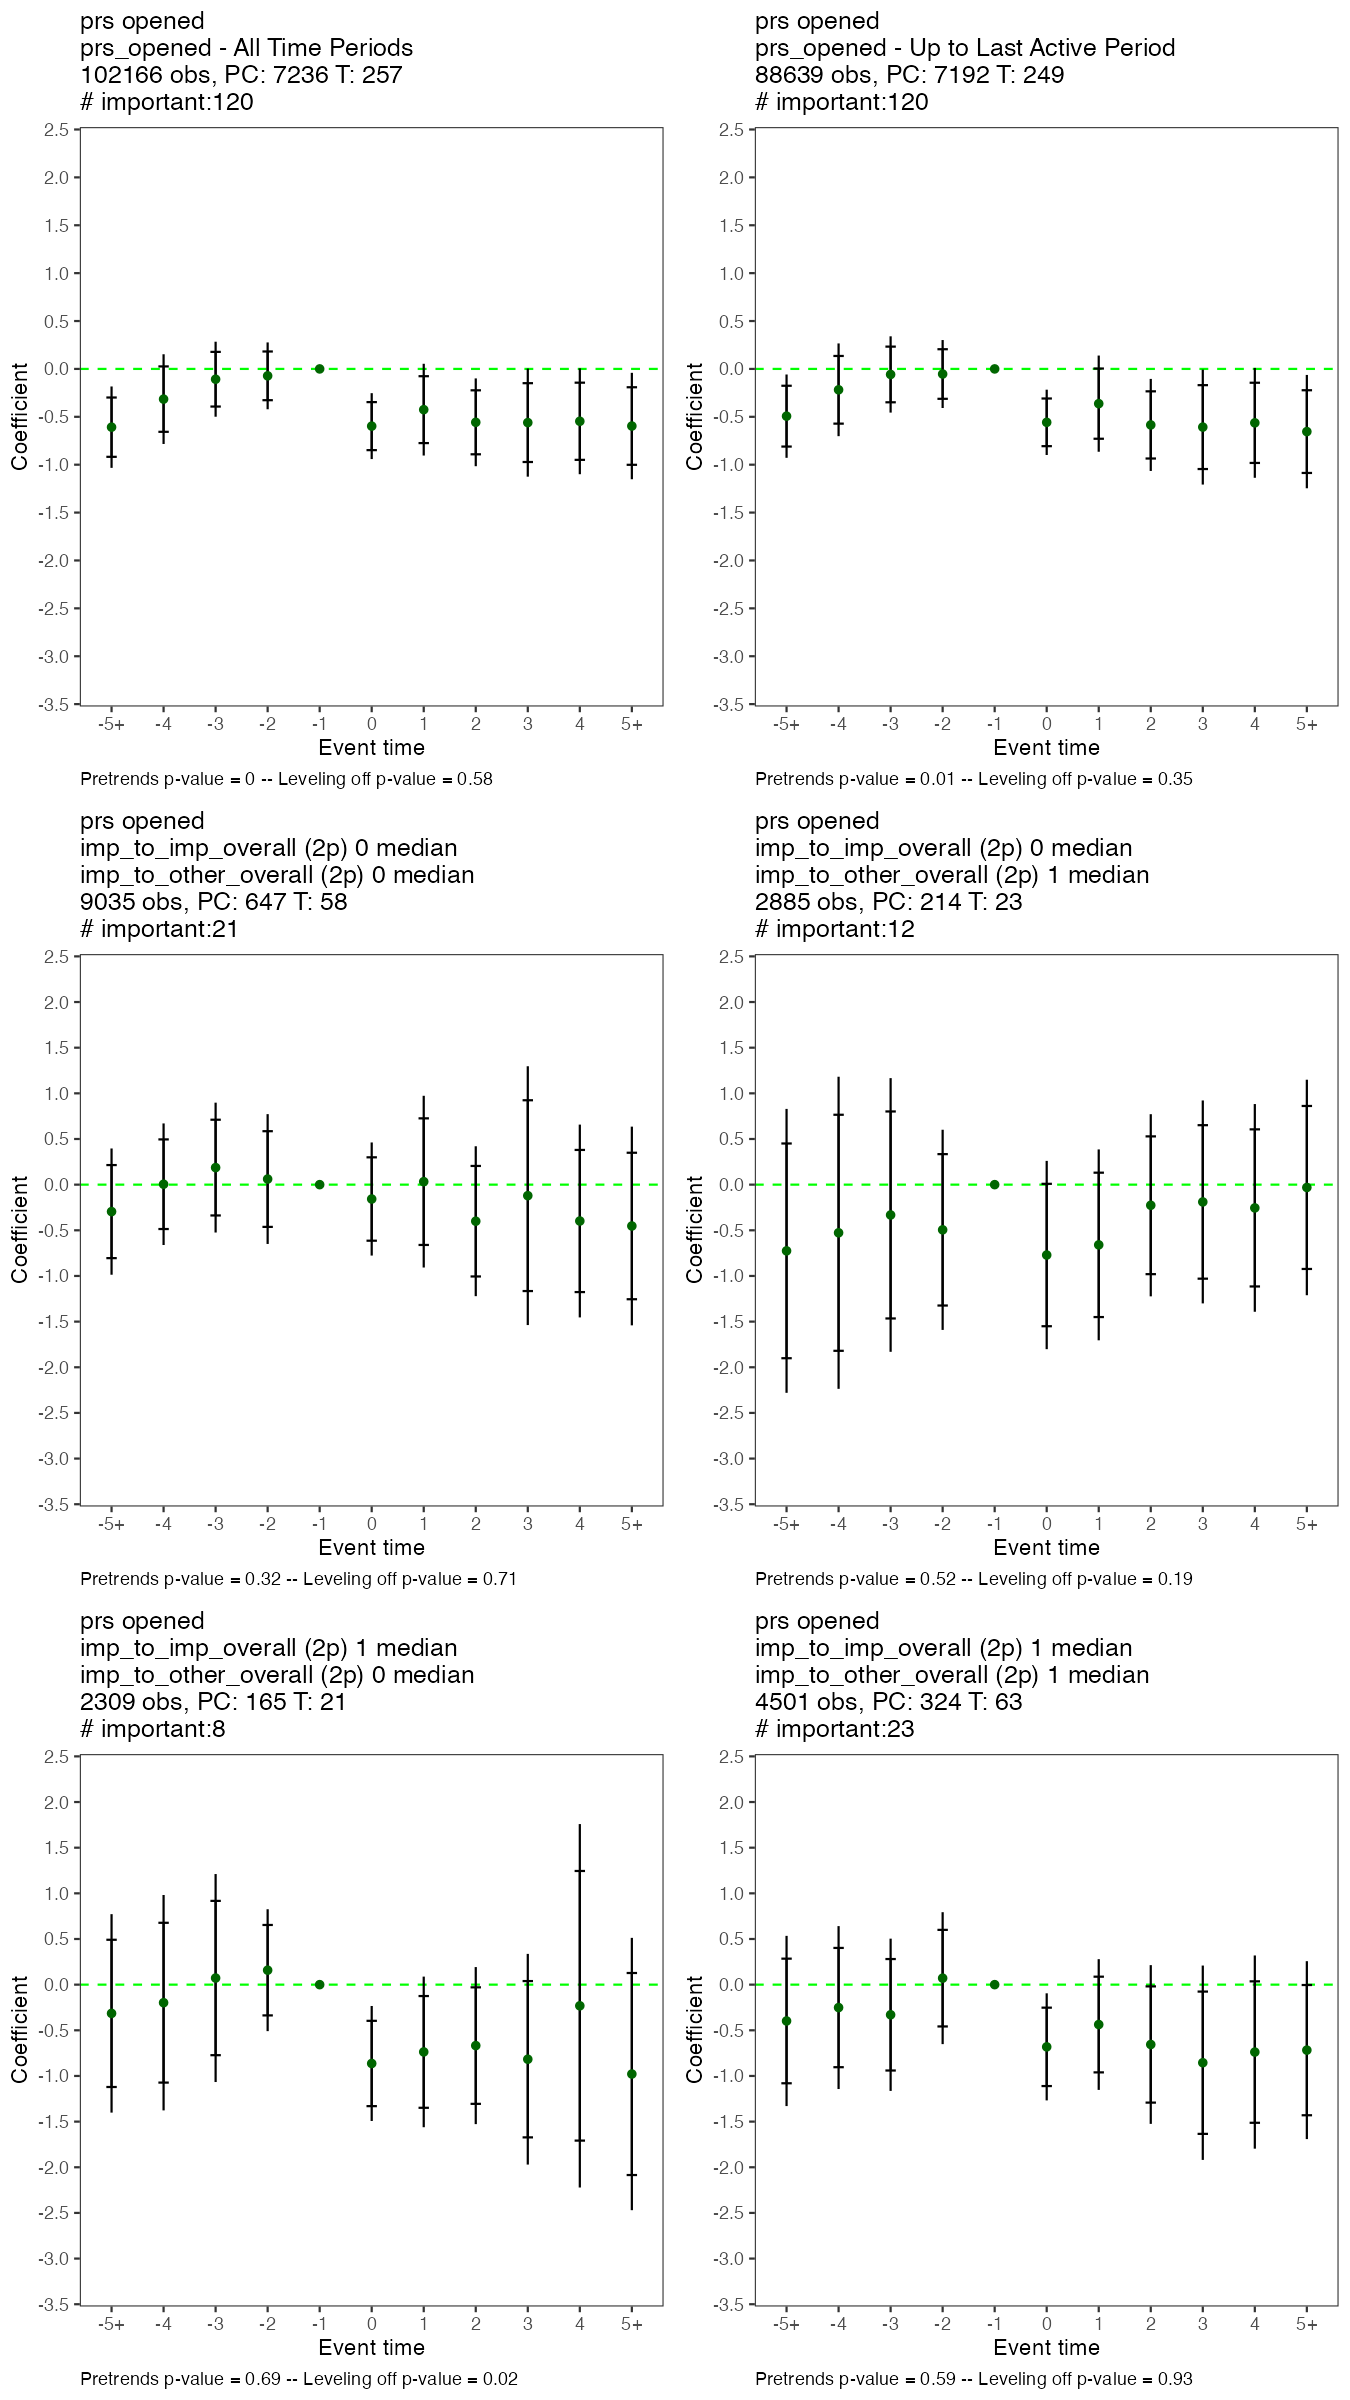 prs opened
prs_opened - All Time Periods
102166 obs, PC: 7236 T: 257
# important:120
2.5
2.0
1.5
1.0
0.5
0.0
-0.5
-1.0
-1.5
-2.0
-2.5
-3.0
-3.5
Coefficient
-5+ -4 -3 -2 -1 0 1 2 3 4 5+
Event time
Pretrends p-value = 0 -- Leveling off p-value = 0.58
prs opened
prs_opened - Up to Last Active Period
88639 obs, PC: 7192 T: 249
# important:120
2.5
2.0
1.5
1.0
0.5
0.0
-0.5
-1.0
-1.5
-2.0
-2.5
-3.0
-3.5
Coefficient
-5+ -4 -3 -2 -1 0 1 2 3 4 5+
Event time
Pretrends p-value = 0.01 -- Leveling off p-value = 0.35
prs opened
imp_to_imp_overall (2p) 0 median
imp_to_other_overall (2p) 0 median
9035 obs, PC: 647 T: 58
# important:21
2.5
2.0
1.5
1.0
0.5
0.0
-0.5
-1.0
-1.5
-2.0
-2.5
-3.0
-3.5
Coefficient
-5+ -4 -3 -2 -1 0 1 2 3 4 5+
Event time
Pretrends p-value = 0.32 -- Leveling off p-value = 0.71
prs opened
imp_to_imp_overall (2p) 0 median
imp_to_other_overall (2p) 1 median
2885 obs, PC: 214 T: 23
# important:12
2.5
2.0
1.5
1.0
0.5
0.0
-0.5
-1.0
-1.5
-2.0
-2.5
-3.0
-3.5
Coefficient
-5+ -4 -3 -2 -1 0 1 2 3 4 5+
Event time
Pretrends p-value = 0.52 -- Leveling off p-value = 0.19
prs opened
imp_to_imp_overall (2p) 1 median
imp_to_other_overall (2p) 0 median
2309 obs, PC: 165 T: 21
# important:8
2.5
2.0
1.5
1.0
0.5
0.0
-0.5
-1.0
-1.5
-2.0
-2.5
-3.0
-3.5
Coefficient
-5+ -4 -3 -2 -1 0 1 2 3 4 5+
Event time
Pretrends p-value = 0.69 -- Leveling off p-value = 0.02
prs opened
imp_to_imp_overall (2p) 1 median
imp_to_other_overall (2p) 1 median
4501 obs, PC: 324 T: 63
# important:23
2.5
2.0
1.5
1.0
0.5
0.0
-0.5
-1.0
-1.5
-2.0
-2.5
-3.0
-3.5
Coefficient
-5+ -4 -3 -2 -1 0 1 2 3 4 5+
Event time
Pretrends p-value = 0.59 -- Leveling off p-value = 0.93